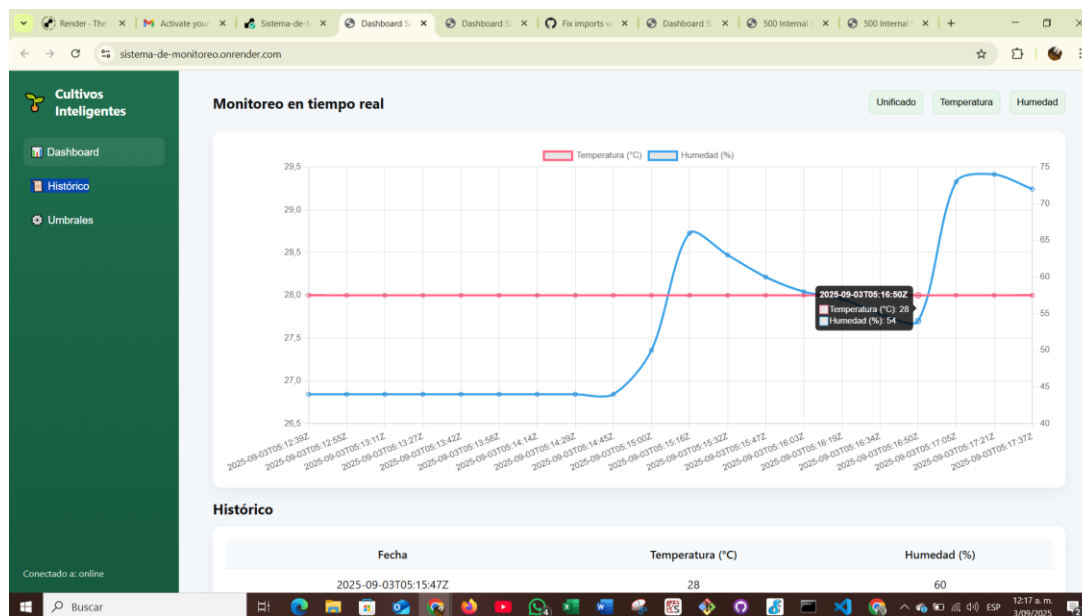 Render - The
Activate your
Sistema-de-M
Dashboard S
Dashboard S
Fix imports w
Dashboard S
500 Internal S
500 Internal S
sistema-de-monitoreo.onrender.com
Cultivos
Inteligentes
Dashboard
Histórico
Umbrales
Conectado a: online
Monitoreo en tiempo real
Unificado Temperatura Humedad
Temperatura (°C) Humedad (%)
29,5 75
29,0 70
28,5 65
28,0 60
27,5 55
27,0 50
26,5 45
40
2025-09-03T05:16:50Z
Temperatura (°C): 28
Humedad (%): 54
2025-09-03T05:12:39Z
2025-09-03T05:12:55Z
2025-09-03T05:13:11Z
2025-09-03T05:13:27Z
2025-09-03T05:13:42Z
2025-09-03T05:13:58Z
2025-09-03T05:14:14Z
2025-09-03T05:14:29Z
2025-09-03T05:14:45Z
2025-09-03T05:15:00Z
2025-09-03T05:15:16Z
2025-09-03T05:15:32Z
2025-09-03T05:15:47Z
2025-09-03T05:16:03Z
2025-09-03T05:16:19Z
2025-09-03T05:16:34Z
2025-09-03T05:16:50Z
2025-09-03T05:17:05Z
2025-09-03T05:17:21Z
2025-09-03T05:17:37Z
Histórico
Fecha Temperatura (°C) Humedad (%)
2025-09-03T05:15:47Z 28 60
Buscar
ESP
12:17 a. m.
3/09/2025